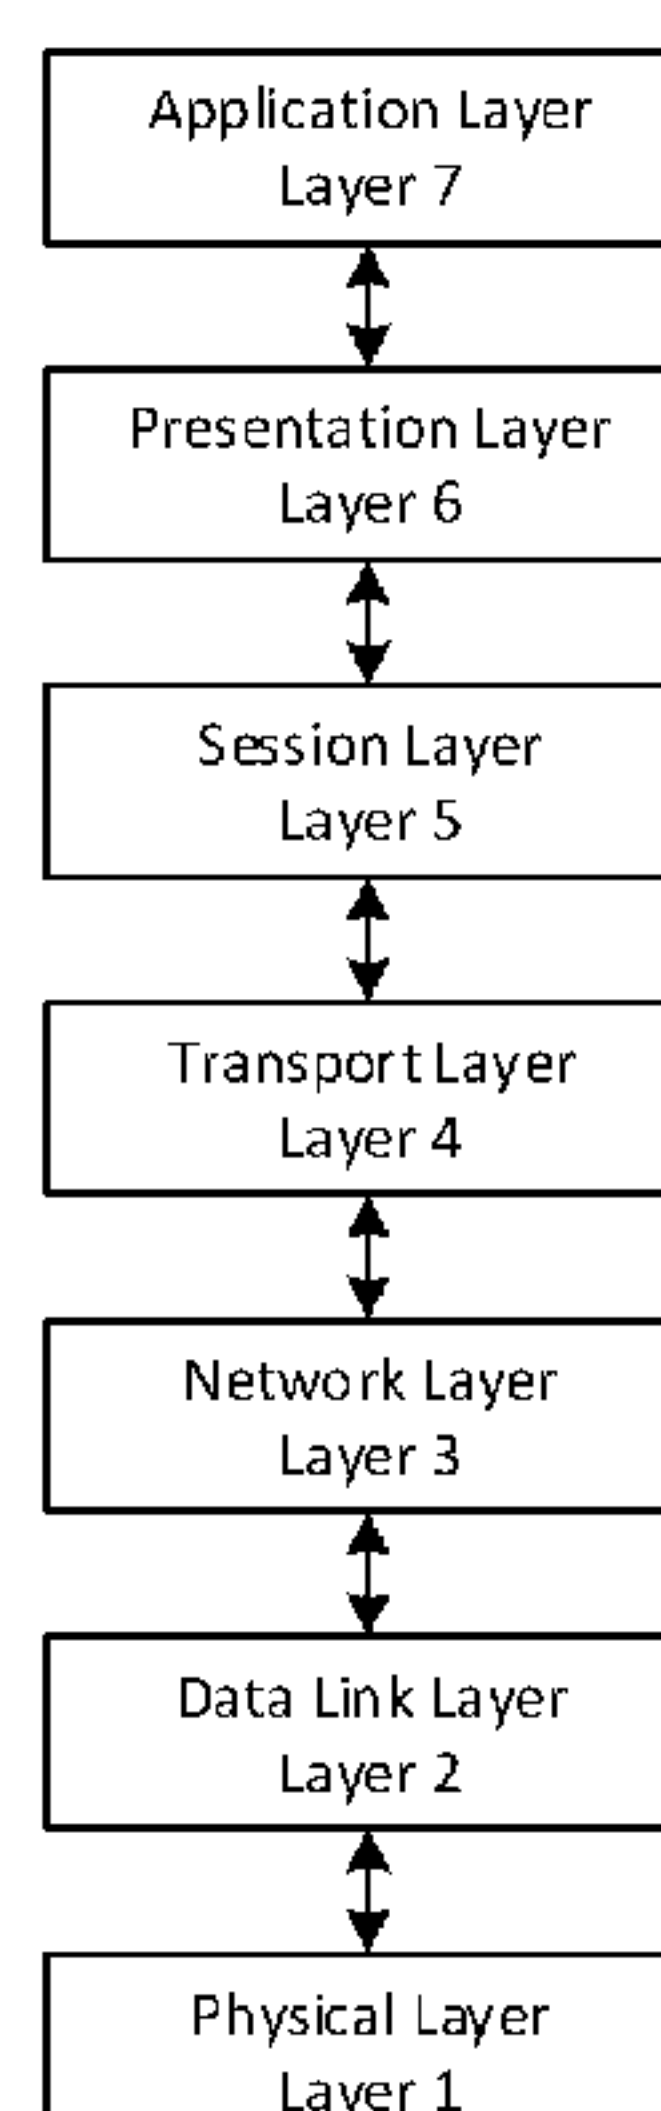 Application Layer
Layer 7
Presentation Layer
Layer 6
Session Layer
Layer 5
Transport Layer
Layer 4
Network Layer
Layer 3
Data Link Layer
Layer 2
Physical Layer
Layer 1